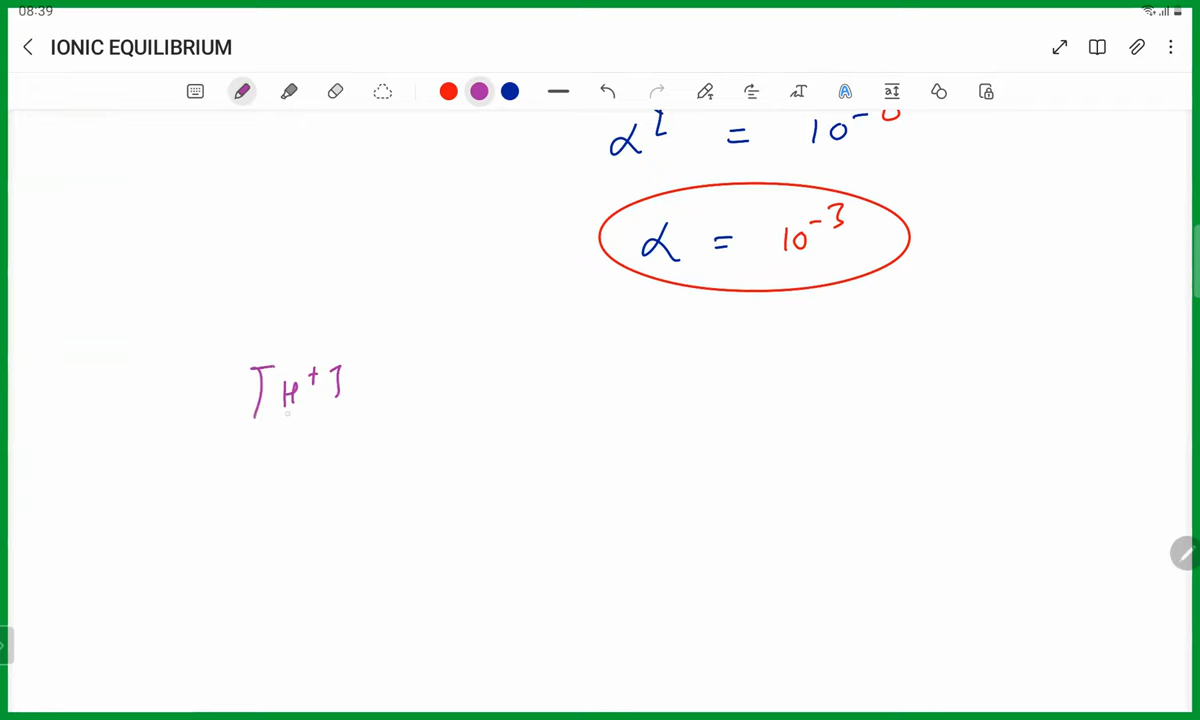 08:39
IONIC EQUILIBRIUM
α² = 10⁻
α = 10⁻³
[H⁺]